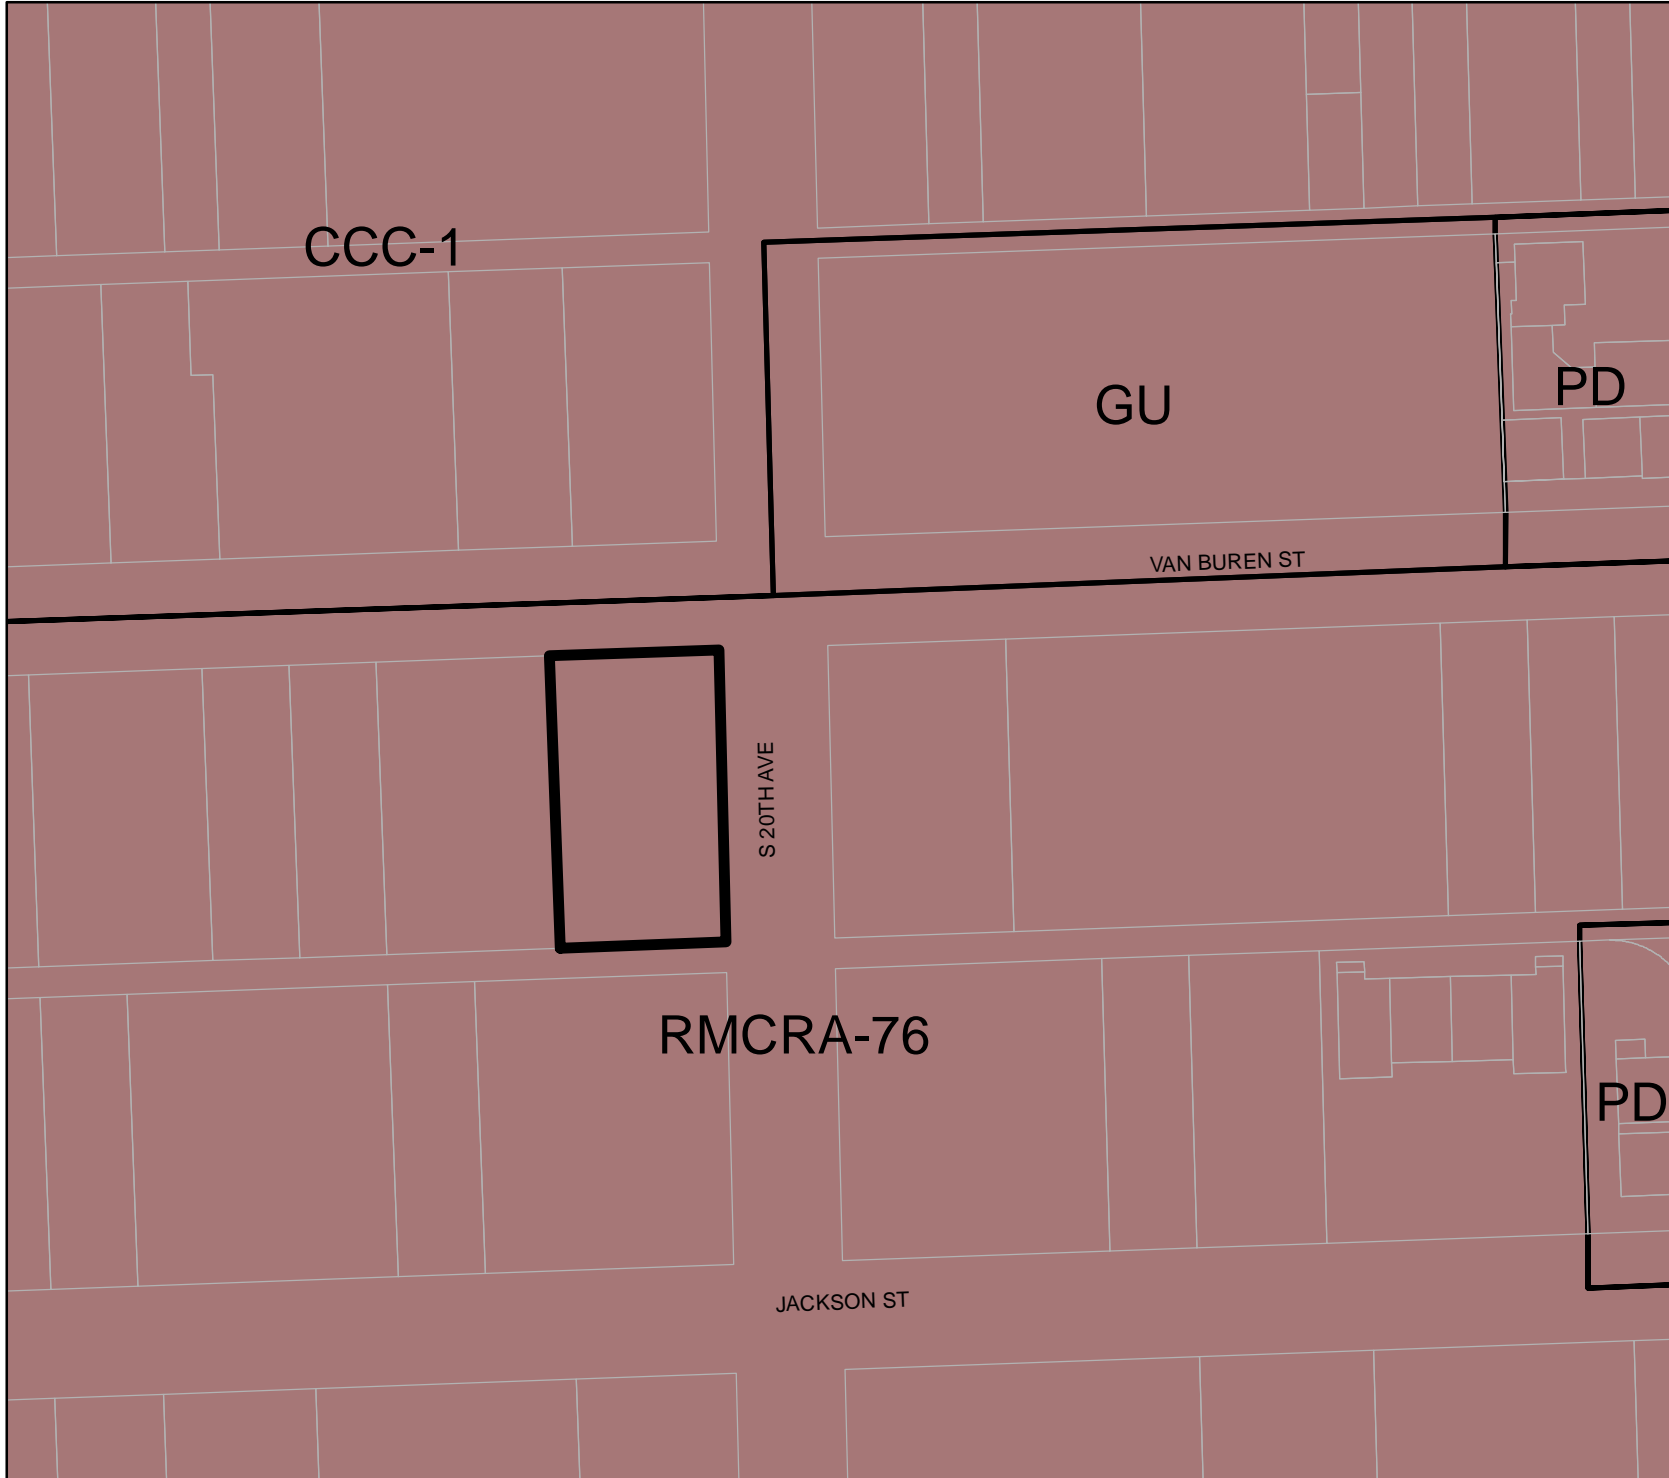 CCC-1
GU
PD
VAN BUREN ST
S 20TH AVE
RMCRA-76
PD
JACKSON ST